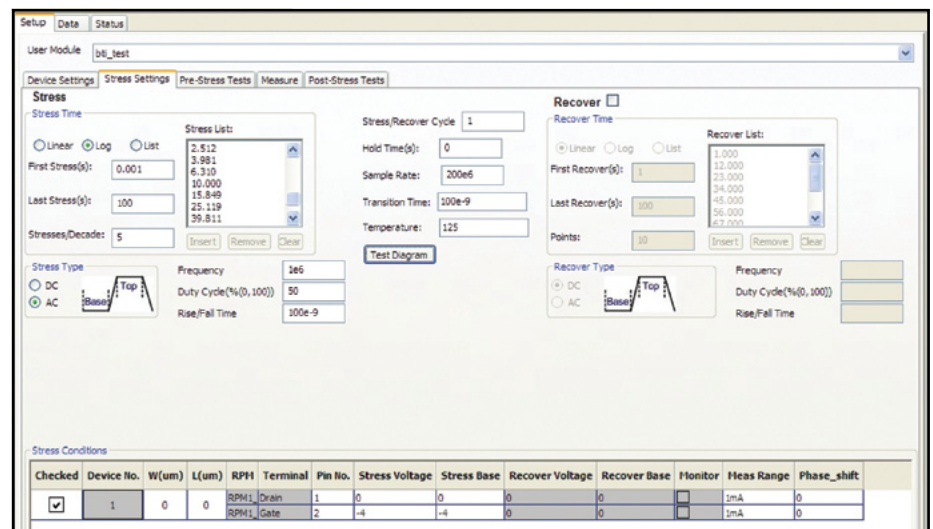 Setup Data Status
User Module bti_test
Device Settings Stress Settings Pre-Stress Tests Measure Post-Stress Tests
Stress
Stress Time
Linear Log List
First Stress(s): 0.001
Last Stress(s): 100
Stresses/Decade: 5
Stress List:
2.512
3.981
6.310
10.000
15.849
25.119
39.811
Insert Remove Clear
Stress Type
DC
AC
Base Top
Frequency 1e6
Duty Cycle(%(0,100)) 50
Rise/Fall Time 100e-9
Stress/Recover Cycle 1
Hold Time(s): 0
Sample Rate: 200e6
Transition Time: 100e-9
Temperature: 125
Test Diagram
Recover
Recover Time
Linear Log List
First Recover(s): 1
Last Recover(s): 100
Points: 10
Recover List:
1.000
12.000
23.000
34.000
45.000
56.000
67.000
Insert Remove Clear
Recover Type
DC
AC
Base Top
Frequency
Duty Cycle(%(0,100))
Rise/Fall Time
Stress Conditions
Checked Device No. W(um) L(um) RPM Terminal Pin No. Stress Voltage Stress Base Recover Voltage Recover Base Monitor Meas Range Phase_shift
1 0 0 RPM1_ Drain 1 0 0 0 0 1mA 0
RPM1_ Gate 2 -4 -4 0 0 1mA 0